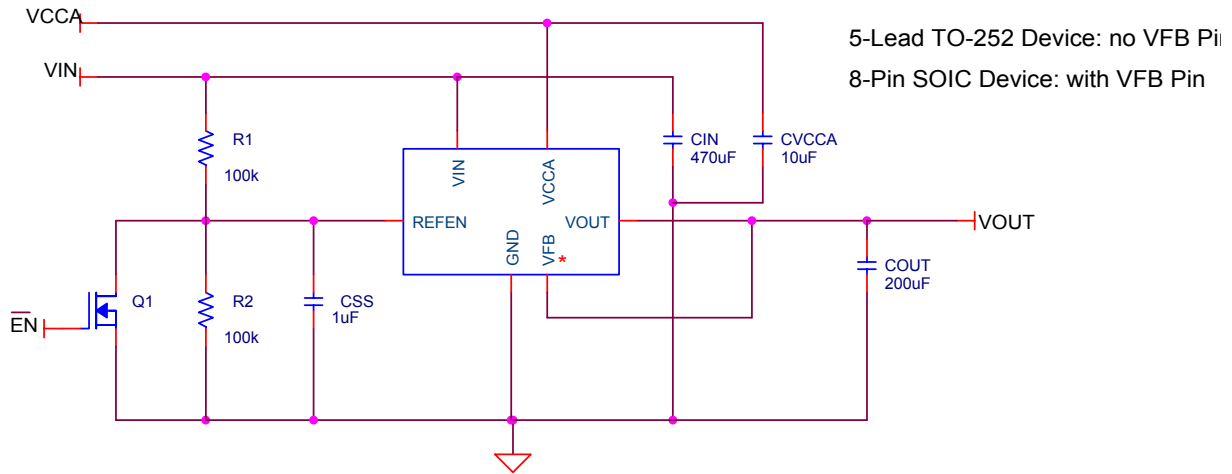 VCCA
5-Lead TO-252 Device: no VFB Pin
VIN
8-Pin SOIC Device: with VFB Pin
R1
100k
CIN
470uF
CVCCA
10uF
VIN
VCCA
REFEN
VOUT
GND
VFB
*
VOUT
Q1
R2
100k
CSS
1uF
COUT
200uF
EN